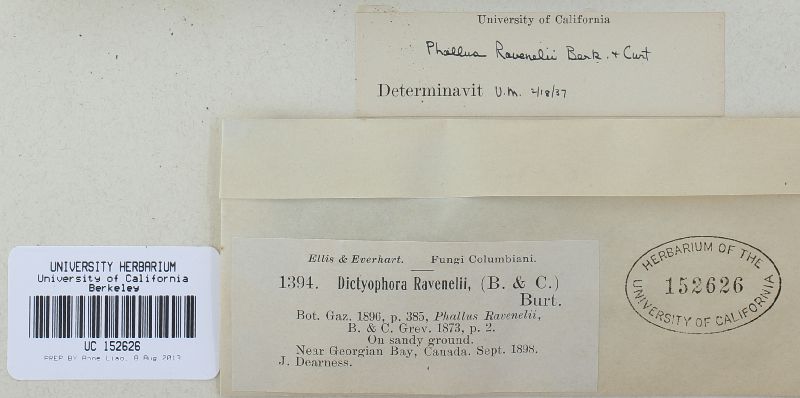 University of California
Phallus Ravenelii Berk. & Curt
Determinavit V.M. 2/18/37
Ellis & Everhart. Fungi Columbiani.
1394. Dictyophora Ravenelii, (B. & C.)
Burt.
Bot. Gaz. 1896, p. 385, Phallus Ravenelii,
B. & C. Grev. 1873, p. 2.
On sandy ground.
Near Georgian Bay, Canada. Sept. 1898.
J. Dearness.
HERBARIUM OF THE
152626
UNIVERSITY OF CALIFORNIA
UNIVERSITY HERBARIUM
University of California
Berkeley
UC 152626
PREP BY Anne Liao, 8 Aug 2013